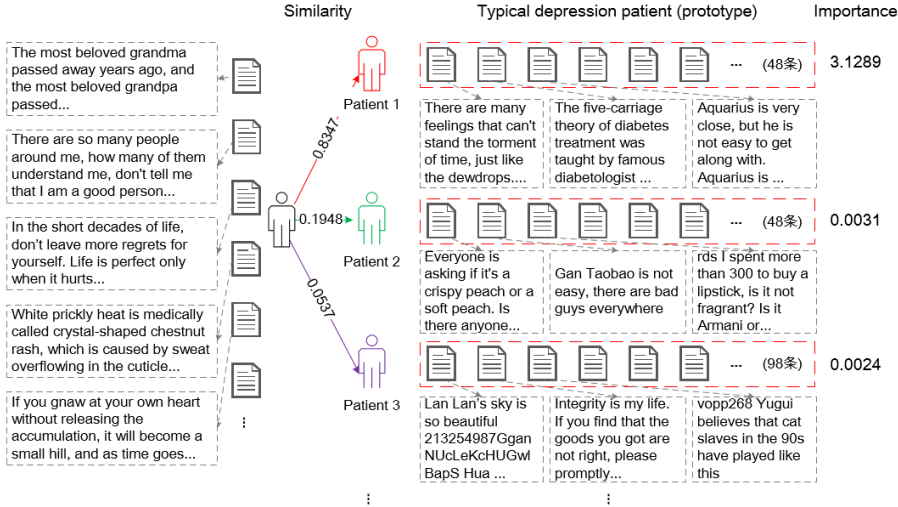 Similarity
Typical depression patient (prototype)
Importance
The most beloved grandma
passed away years ago, and
the most beloved grandpa
passed...
There are so many people
around me, how many of them
understand me, don't tell me
that I am a good person...
In the short decades of life,
don't leave more regrets for
yourself. Life is perfect only
when it hurts...
White prickly heat is medically
called crystal-shaped chestnut
rash, which is caused by sweat
overflowing in the cuticle...
If you gnaw at your own heart
without releasing the
accumulation, it will become a
small hill, and as time goes...
...
0.8347
0.1948
0.0537
Patient 1
Patient 2
Patient 3
...
... (48条)
3.1289
There are many
feelings that can't
stand the torment
of time, just like
the dewdrops....
The five-carriage
theory of diabetes
treatment was
taught by famous
diabetologist ...
Aquarius is very
close, but he is
not easy to get
along with.
Aquarius is ...
... (48条)
0.0031
Everyone is
asking if it's a
crispy peach or a
soft peach. Is
there anyone...
Gan Taobao is not
easy, there are bad
guys everywhere
rds I spent more
than 300 to buy a
lipstick, is it not
fragrant? Is it
Armani or...
... (98条)
0.0024
Lan Lan's sky is
so beautiful
213254987Ggan
NUcLeKcHUGwl
BapS Hua ...
Integrity is my life.
If you find that the
goods you got are
not right, please
promptly...
vopp268 Yugui
believes that cat
slaves in the 90s
have played like
this
...